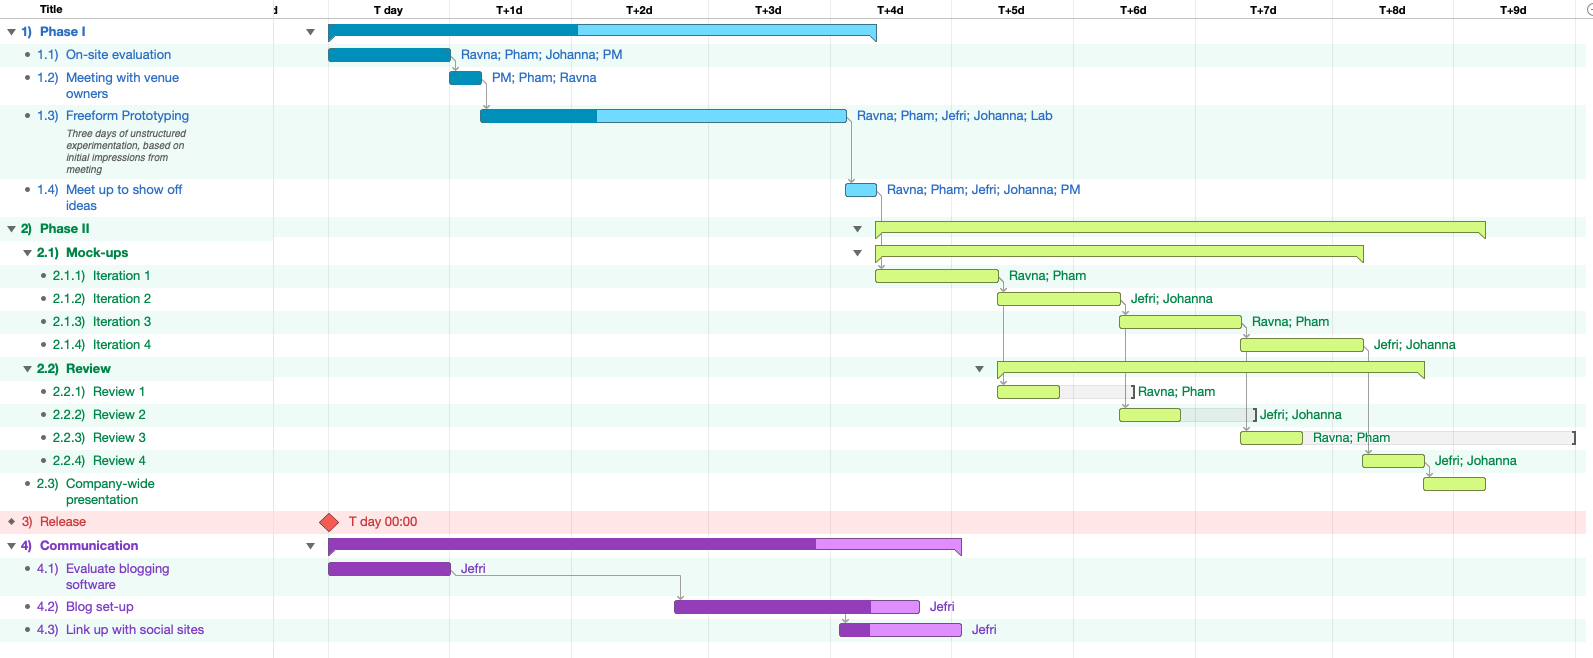 Title d T day T+1d T+2d T+3d T+4d T+5d T+6d T+7d T+8d T+9d
1) Phase I
1.1) On-site evaluation Ravna; Pham; Johanna; PM
1.2) Meeting with venue PM; Pham; Ravna
owners
1.3) Freeform Prototyping Ravna; Pham; Jefri; Johanna; Lab
Three days of unstructured
experimentation, based on
initial impressions from
meeting
1.4) Meet up to show off Ravna; Pham; Jefri; Johanna; PM
ideas
2) Phase II
2.1) Mock-ups
2.1.1) Iteration 1 Ravna; Pham
2.1.2) Iteration 2 Jefri; Johanna
2.1.3) Iteration 3 Ravna; Pham
2.1.4) Iteration 4 Jefri; Johanna
2.2) Review
2.2.1) Review 1 Ravna; Pham
2.2.2) Review 2 Jefri; Johanna
2.2.3) Review 3 Ravna; Pham
2.2.4) Review 4 Jefri; Johanna
2.3) Company-wide
presentation
3) Release T day 00:00
4) Communication
4.1) Evaluate blogging Jefri
software
4.2) Blog set-up Jefri
4.3) Link up with social sites Jefri